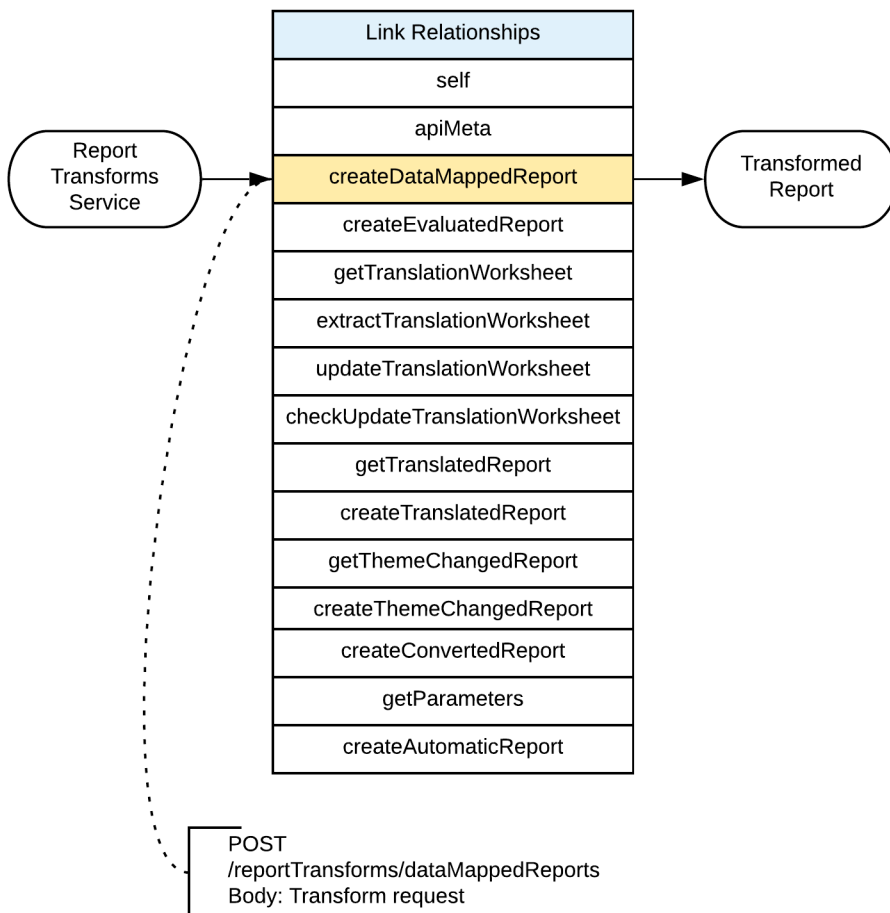 Link Relationships
self
apiMeta
Report
Transforms
Service
createDataMappedReport
Transformed
Report
createEvaluatedReport
getTranslationWorksheet
extractTranslationWorksheet
updateTranslationWorksheet
checkUpdateTranslationWorksheet
getTranslatedReport
createTranslatedReport
getThemeChangedReport
createThemeChangedReport
createConvertedReport
getParameters
createAutomaticReport
POST
/reportTransforms/dataMappedReports
Body: Transform request